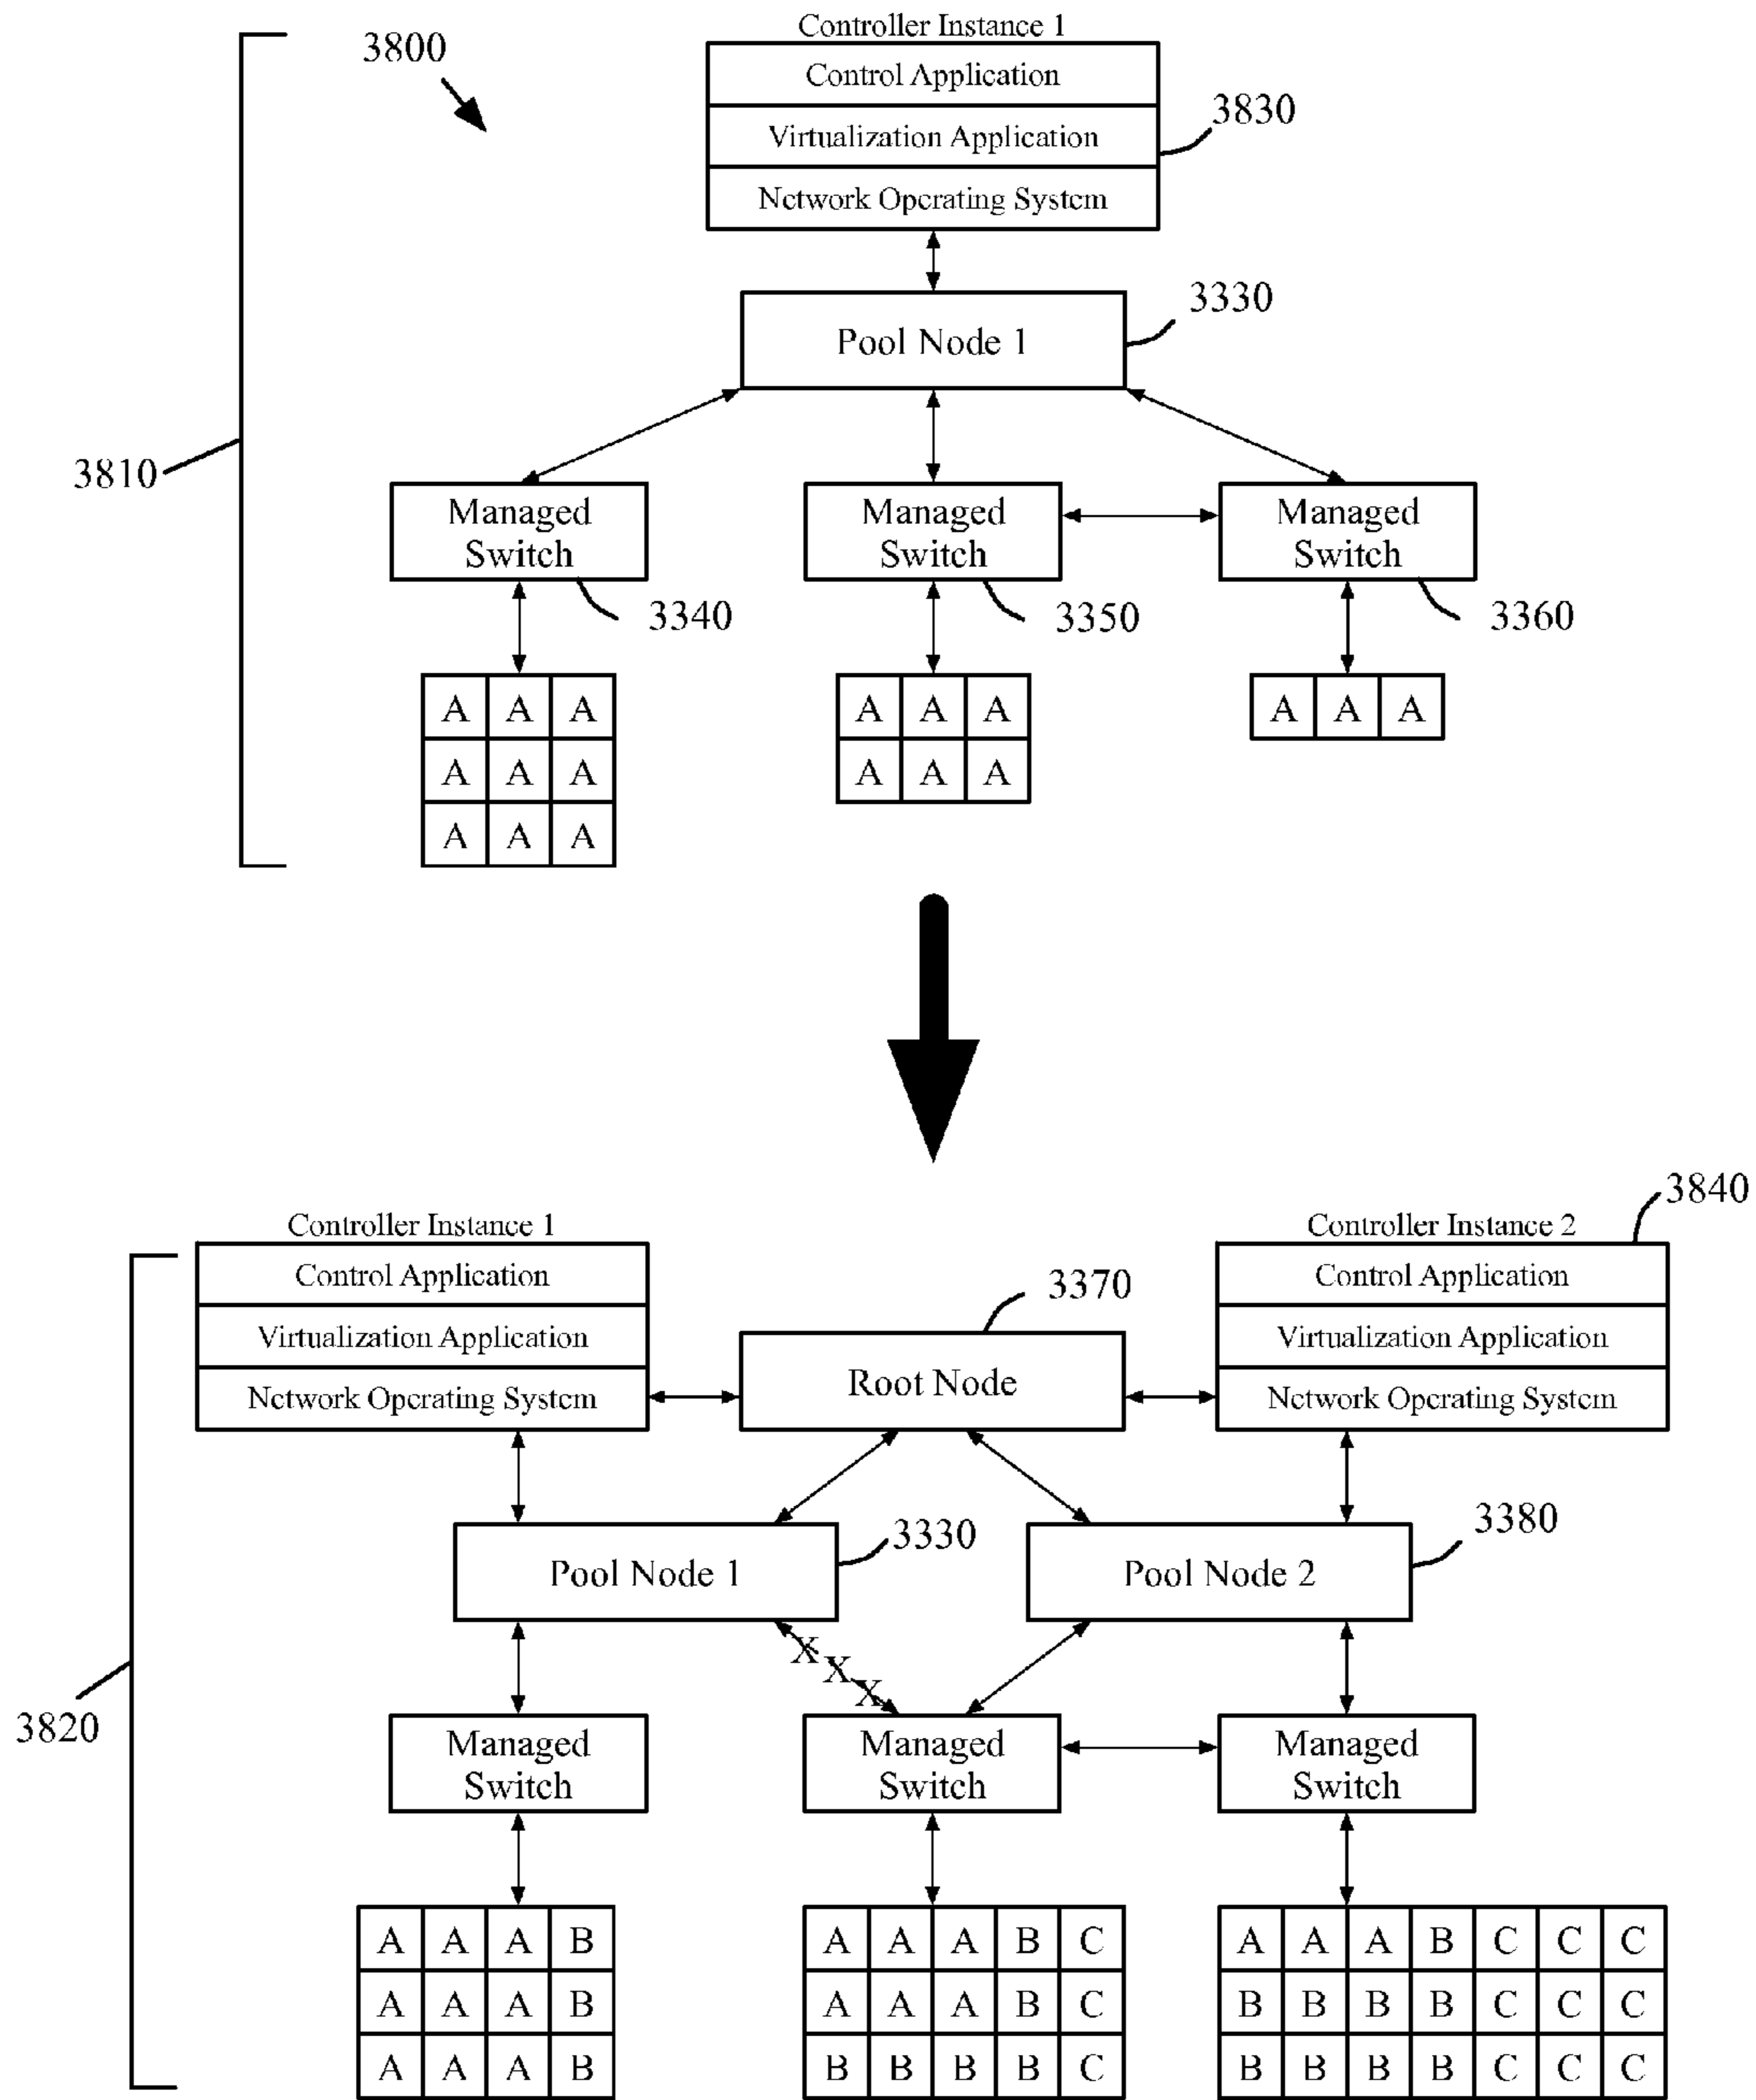 Controller Instance 1
3800
Control Application
3830
Virtualization Application
Network Operating System
3330
Pool Node 1
3810
Managed
Switch
Managed
Switch
Managed
Switch
3340
3350
3360
A A A
A A A
A A A
A A A
A A A
A A A
3840
Controller Instance 1
Controller Instance 2
Control Application
Control Application
3370
Virtualization Application
Virtualization Application
Root Node
Network Operating System
Network Operating System
3330
3380
Pool Node 1
Pool Node 2
X
X
X
3820
Managed
Switch
Managed
Switch
Managed
Switch
A A A B
A A A B
A A A B
A A A B C
A A A B C
B B B B C
A A A B C C C
B B B B C C C
B B B B C C C